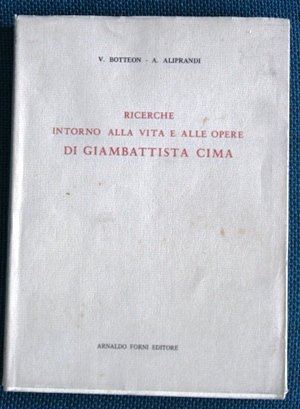 V. BOTTEON - A. ALIPRANDI
RICERCHE
INTORNO ALLA VITA E ALLE OPERE
DI GIAMBATTISTA CIMA
ARNALDO FORNI EDITORE